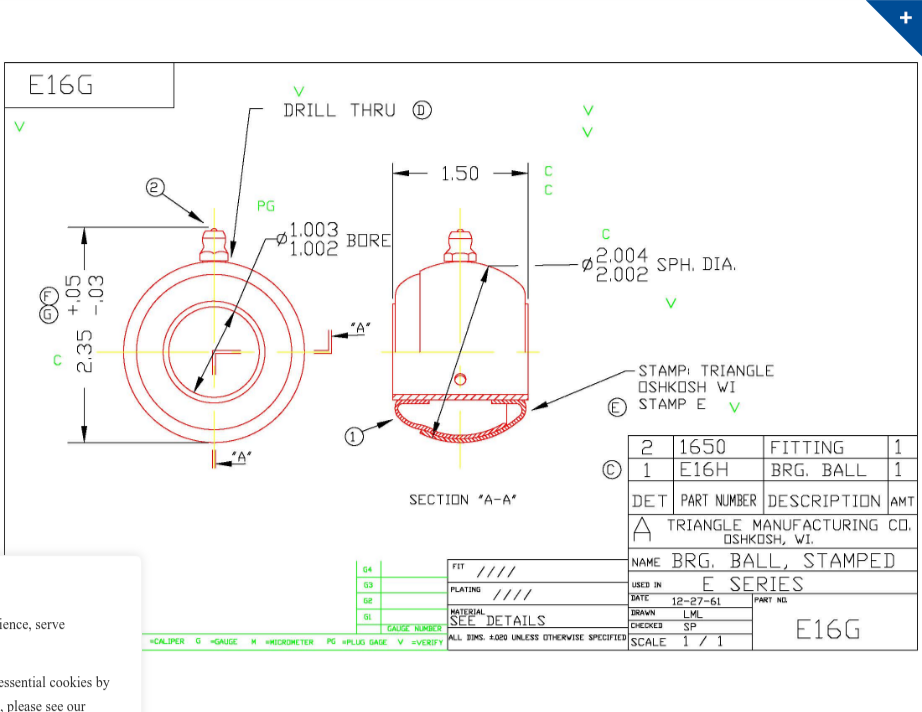 E16G
V
V
DRILL THRU D
V
V
1.50
C
C
2
PG
Ø 1.003
1.002 BORE
C
Ø 2.004
2.002 SPH. DIA.
F
G
+.05
-.03
2.35
C
V
"A"
STAMP: TRIANGLE
OSHKOSH WI
E STAMP E V
1
"A"
SECTION "A-A"
C
2 1650 FITTING 1
1 E16H BRG. BALL 1
DET PART NUMBER DESCRIPTION AMT
A TRIANGLE MANUFACTURING CO.
OSHKOSH, WI.
NAME BRG. BALL, STAMPED
USED IN E SERIES
DATE 12-27-61
DRAWN LML
CHECKED SP
SCALE 1 / 1
PART NO.
E16G
G4
G3
G2
G1
GAUGE NUMBER
FIT ////
PLATING ////
MATERIAL
SEE DETAILS
ALL DIMS. ±.020 UNLESS OTHERWISE SPECIFIED
=CALIPER G =GAUGE M =MICROMETER PG =PLUG GAGE V =VERIFY
ience, serve
essential cookies by
, please see our
+